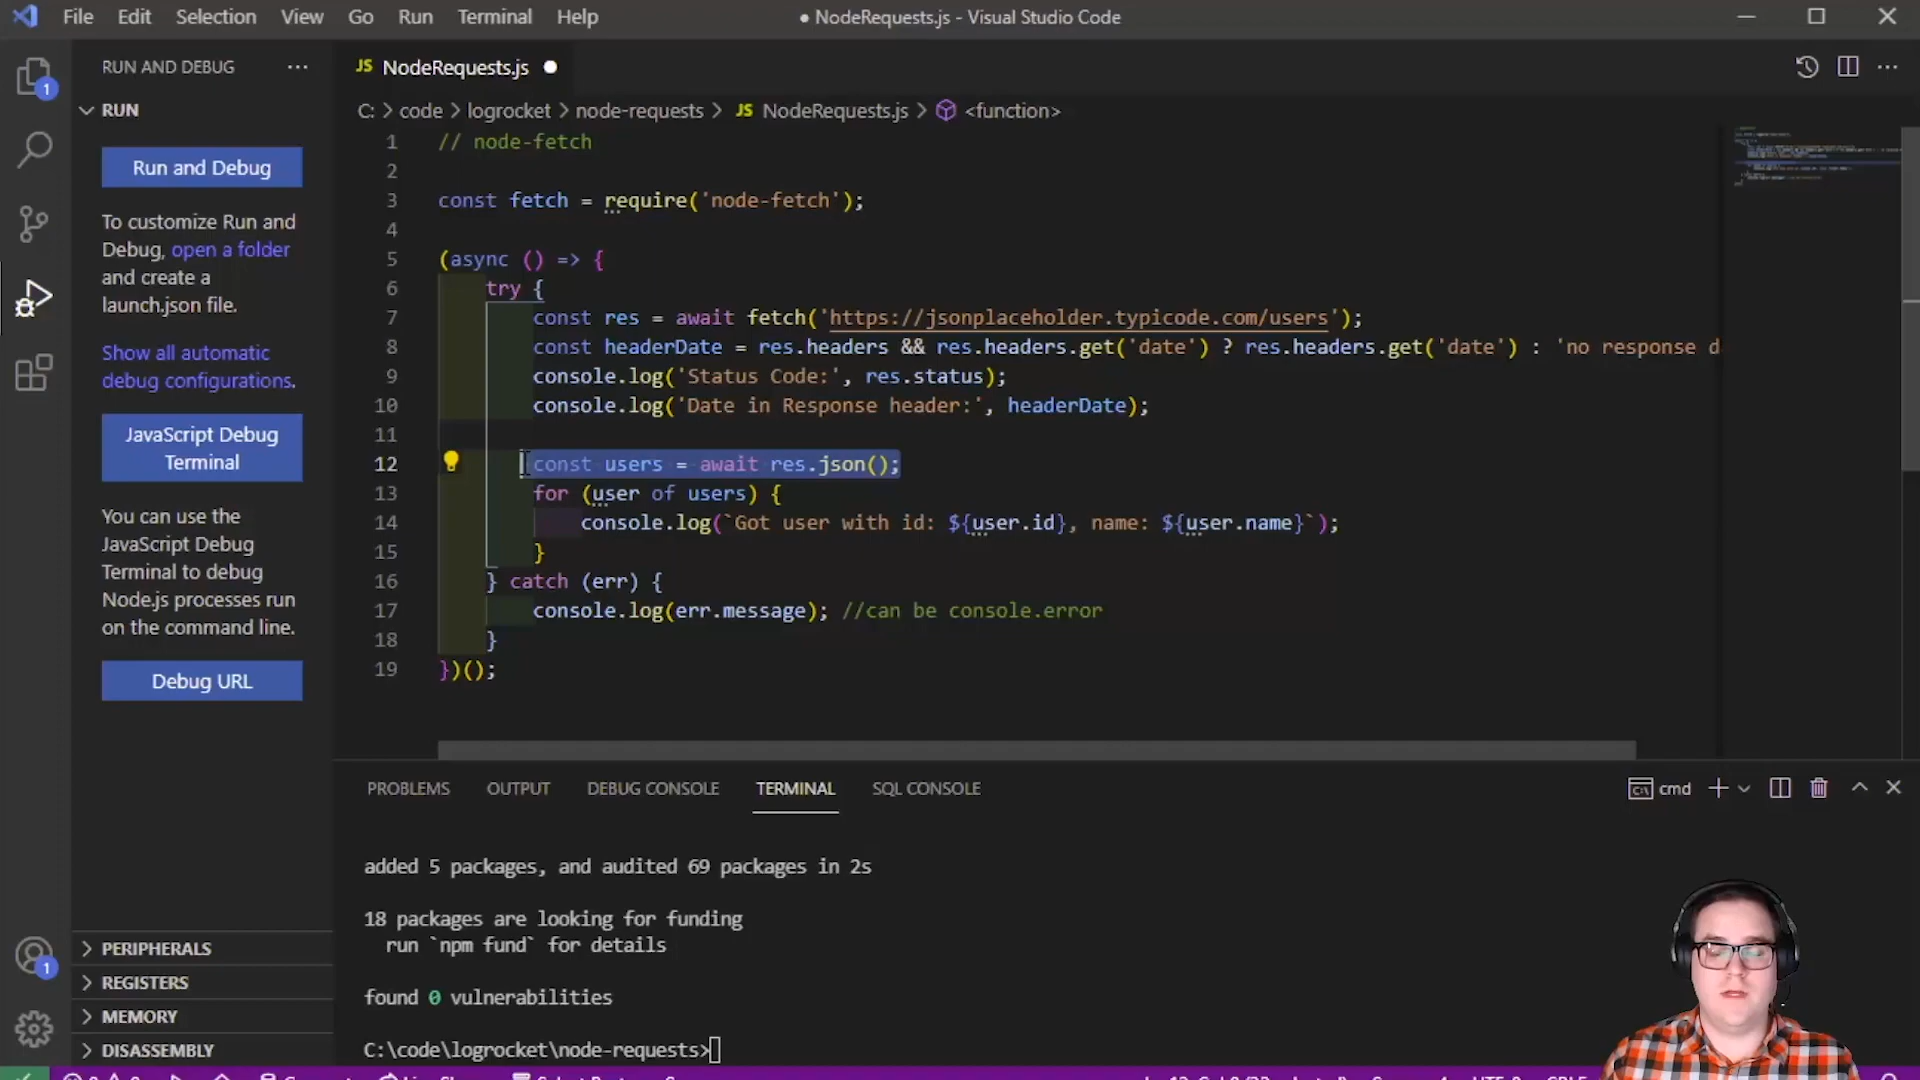 File Edit Selection View Go Run Terminal Help
● NodeRequests.js - Visual Studio Code
RUN AND DEBUG ···
RUN
Run and Debug
To customize Run and
Debug, open a folder
and create a
launch.json file.
Show all automatic
debug configurations.
JavaScript Debug
Terminal
You can use the
JavaScript Debug
Terminal to debug
Node.js processes run
on the command line.
Debug URL
PERIPHERALS
REGISTERS
MEMORY
DISASSEMBLY
1
1
JS NodeRequests.js ●
C: > code > logrocket > node-requests > JS NodeRequests.js > <function>
1 // node-fetch
2
3 const fetch = require('node-fetch');
4
5 (async () => {
6 try {
7 const res = await fetch('https://jsonplaceholder.typicode.com/users');
8 const headerDate = res.headers && res.headers.get('date') ? res.headers.get('date') : 'no response d
9 console.log('Status Code:', res.status);
10 console.log('Date in Response header:', headerDate);
11
12 const users = await res.json();
13 for (user of users) {
14 console.log(`Got user with id: ${user.id}, name: ${user.name}`);
15 }
16 } catch (err) {
17 console.log(err.message); //can be console.error
18 }
19 })();
PROBLEMS OUTPUT DEBUG CONSOLE TERMINAL SQL CONSOLE
cmd
added 5 packages, and audited 69 packages in 2s
18 packages are looking for funding
run `npm fund` for details
found 0 vulnerabilities
C:\code\logrocket\node-requests>